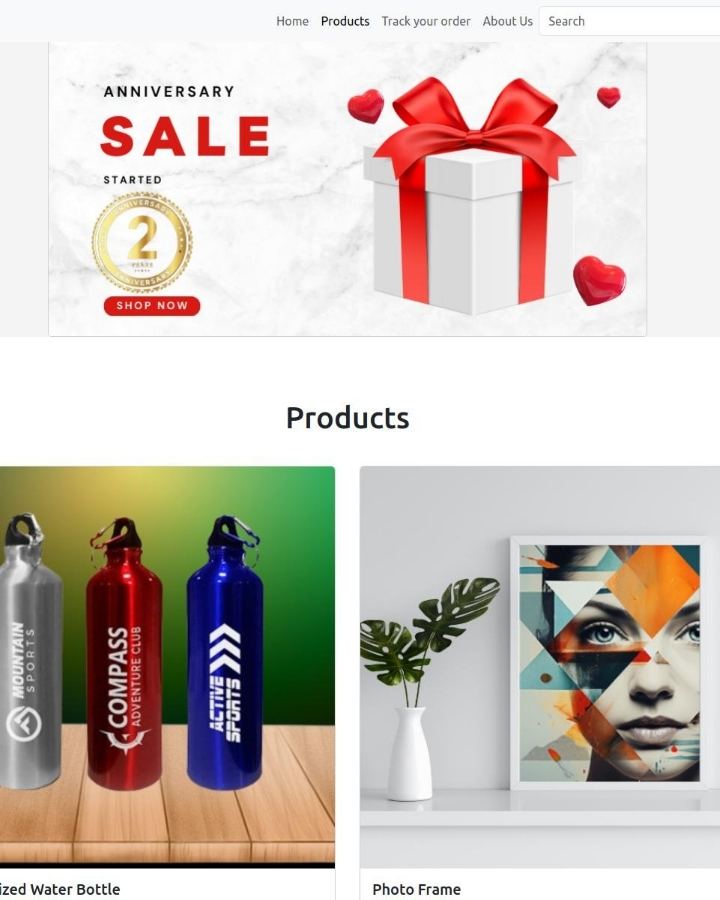 Home Products Track your order About Us Search
ANNIVERSARY
SALE
STARTED
ANNIVERSARY
2
YEARS
ANNIVERSARY
SHOP NOW
Products
MOUNTAIN
SPORTS
COMPASS
ADVENTURE CLUB
ACTIVE
SPORTS
ized Water Bottle
Photo Frame